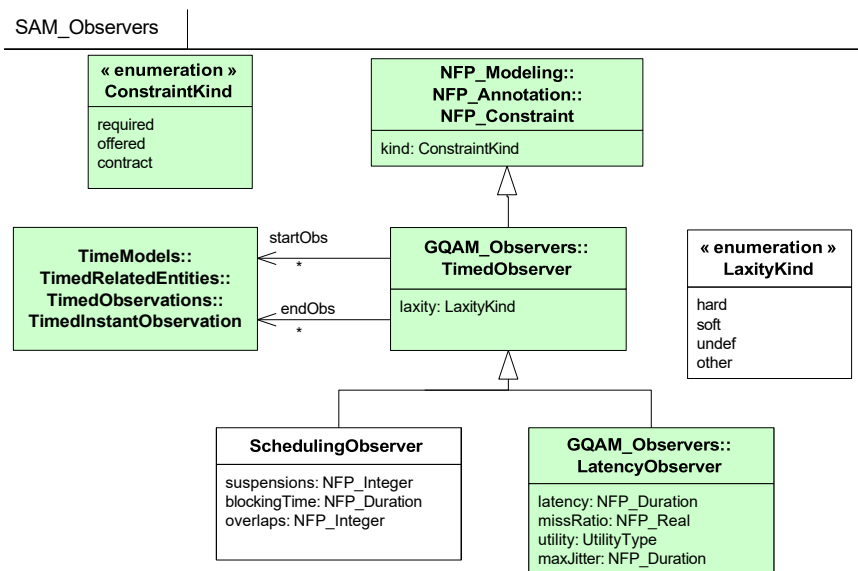 SAM_Observers
« enumeration »
ConstraintKind
required
offered
contract
NFP_Modeling::
NFP_Annotation::
NFP_Constraint
kind: ConstraintKind
TimeModels::
TimedRelatedEntities::
TimedObservations::
TimedInstantObservation
startObs
*
endObs
*
GQAM_Observers::
TimedObserver
laxity: LaxityKind
« enumeration »
LaxityKind
hard
soft
undef
other
SchedulingObserver
suspensions: NFP_Integer
blockingTime: NFP_Duration
overlaps: NFP_Integer
GQAM_Observers::
LatencyObserver
latency: NFP_Duration
missRatio: NFP_Real
utility: UtilityType
maxJitter: NFP_Duration